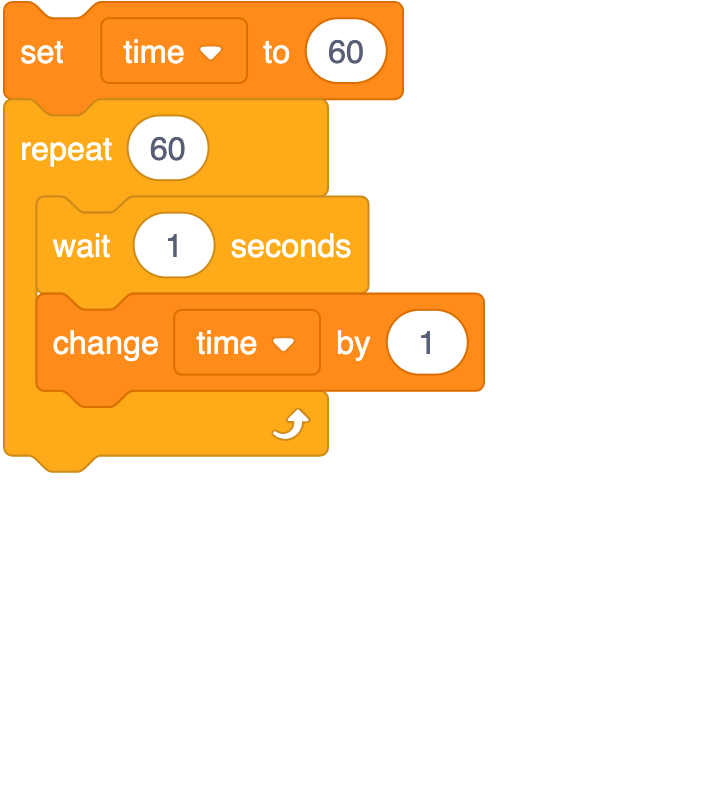 set time to 60
repeat 60
wait 1 seconds
change time by 1